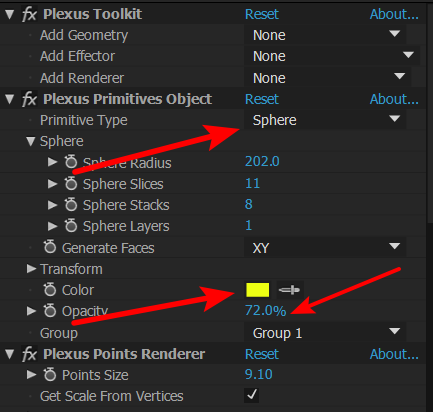 fx Plexus Toolkit Reset About...
Add Geometry None
Add Effector None
Add Renderer None
fx Plexus Primitives Object Reset About...
Primitive Type Sphere
Sphere
Sphere Radius 202.0
Sphere Slices 11
Sphere Stacks 8
Sphere Layers 1
Generate Faces XY
Transform
Color
Opacity 72.0%
Group Group 1
fx Plexus Points Renderer Reset About...
Points Size 9.10
Get Scale From Vertices